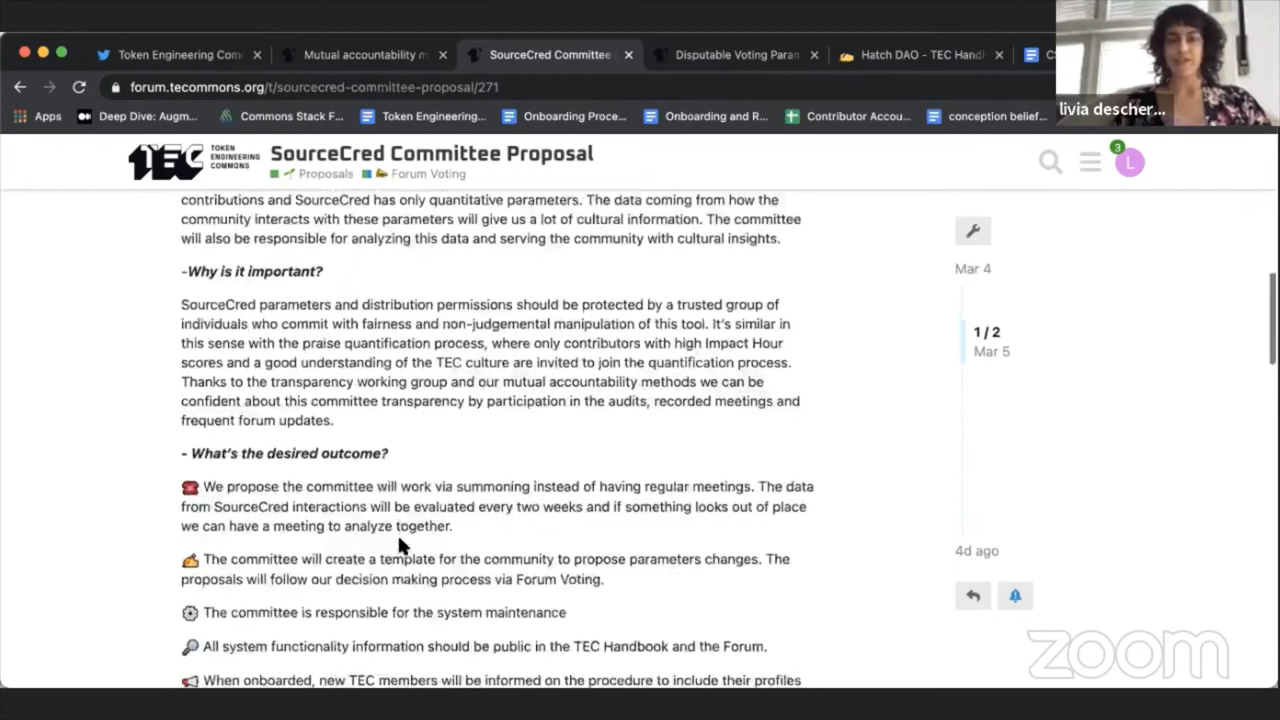 Token Engineering Com
Mutual accountability m
SourceCred Committee
Disputable Voting Param
Hatch DAO - TEC Handl
CS
forum.tecommons.org/t/sourcecred-committee-proposal/271
Apps
Deep Dive: Augm...
Commons Stack F...
Token Engineering...
Onboarding Proce...
Onboarding and R...
Contributor Accou...
conception belief...
livia descher...
TEC
TOKEN
ENGINEERING
COMMONS
SourceCred Committee Proposal
Proposals
Forum Voting
3
L
contributions and SourceCred has only quantitative parameters. The data coming from how the
community interacts with these parameters will give us a lot of cultural information. The committee
will also be responsible for analyzing this data and serving the community with cultural insights.
-Why is it important?
SourceCred parameters and distribution permissions should be protected by a trusted group of
individuals who commit with fairness and non-judgemental manipulation of this tool. It's similar in
this sense with the praise quantification process, where only contributors with high Impact Hour
scores and a good understanding of the TEC culture are invited to join the quantification process.
Thanks to the transparency working group and our mutual accountability methods we can be
confident about this committee transparency by participation in the audits, recorded meetings and
frequent forum updates.
- What's the desired outcome?
We propose the committee will work via summoning instead of having regular meetings. The data
from SourceCred interactions will be evaluated every two weeks and if something looks out of place
we can have a meeting to analyze together.
The committee will create a template for the community to propose parameters changes. The
proposals will follow our decision making process via Forum Voting.
The committee is responsible for the system maintenance
All system functionality information should be public in the TEC Handbook and the Forum.
When onboarded, new TEC members will be informed on the procedure to include their profiles
Mar 4
1 / 2
Mar 5
4d ago
zoom